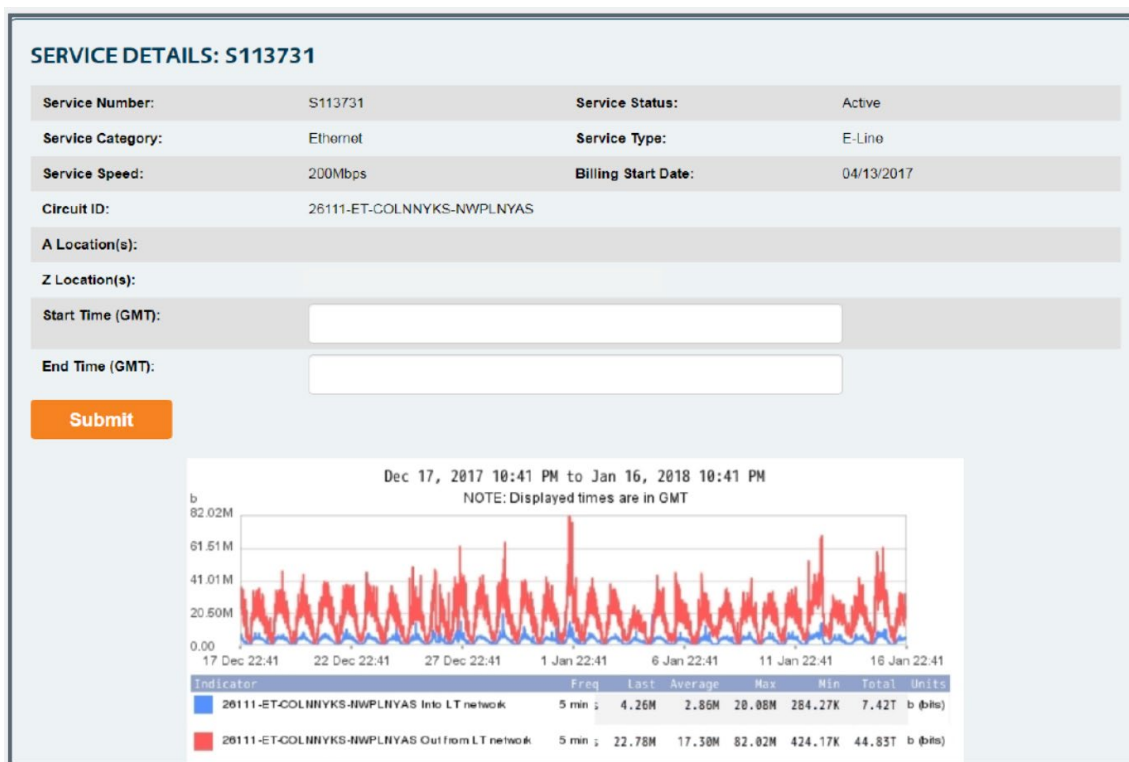 SERVICE DETAILS: S113731
Service Number: S113731 Service Status: Active
Service Category: Ethernet Service Type: E-Line
Service Speed: 200Mbps Billing Start Date: 04/13/2017
Circuit ID: 26111-ET-COLNNYKS-NWPLNYAS
A Location(s):
Z Location(s):
Start Time (GMT):
End Time (GMT):
Submit
Dec 17, 2017 10:41 PM to Jan 16, 2018 10:41 PM
NOTE: Displayed times are in GMT
b
82.02M
61.51M
41.01M
20.50M
0.00
17 Dec 22:41 22 Dec 22:41 27 Dec 22:41 1 Jan 22:41 6 Jan 22:41 11 Jan 22:41 16 Jan 22:41
Indicator Freq Last Average Max Min Total Units
26111-ET-COLNNYKS-NWPLNYAS Into LT network 5 min ; 4.26M 2.86M 20.08M 284.27K 7.42T b (bits)
26111-ET-COLNNYKS-NWPLNYAS Out from LT network 5 min ; 22.78M 17.30M 82.02M 424.17K 44.83T b (bits)